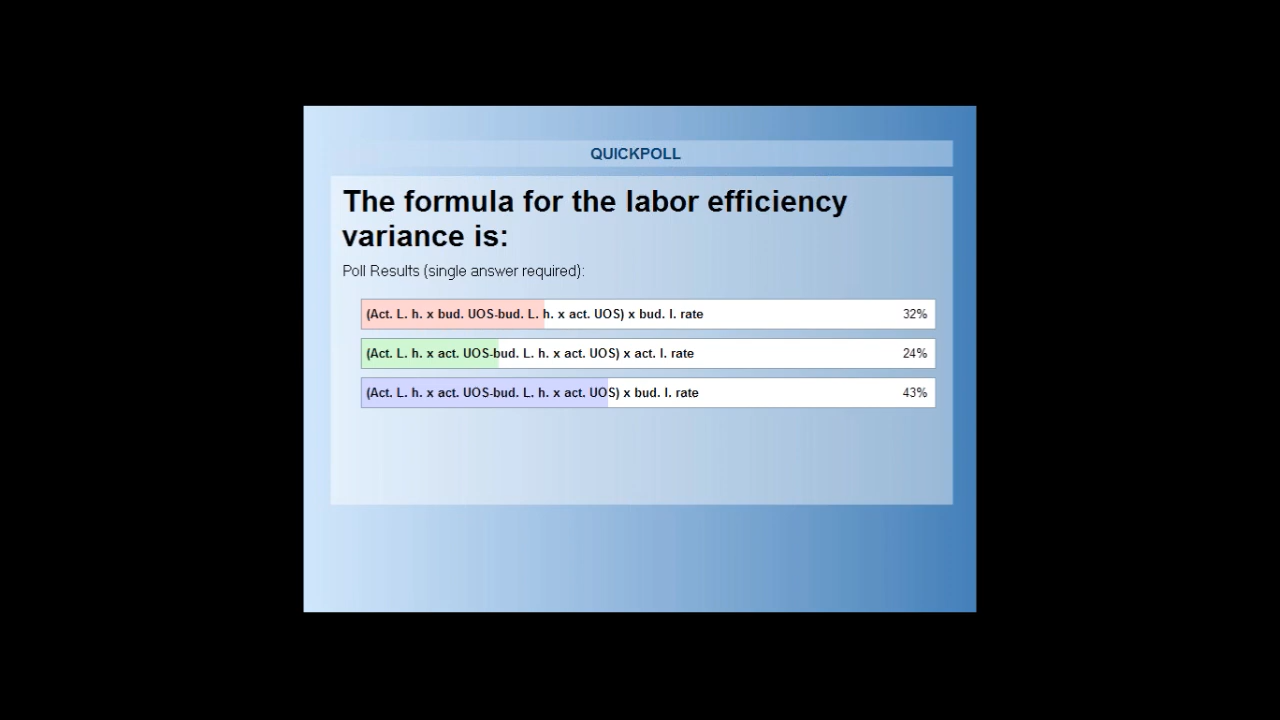 QUICKPOLL
The formula for the labor efficiency
variance is:
Poll Results (single answer required):
(Act. L. h. x bud. UOS-bud. L. h. x act. UOS) x bud. l. rate 32%
(Act. L. h. x act. UOS-bud. L. h. x act. UOS) x act. l. rate 24%
(Act. L. h. x act. UOS-bud. L. h. x act. UOS) x bud. l. rate 43%